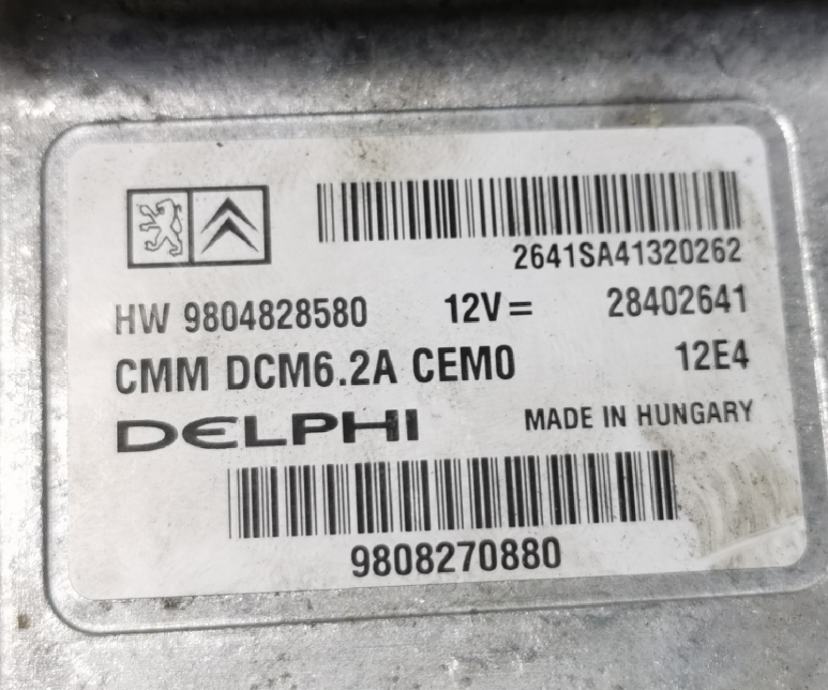 2641SA41320262
HW 9804828580 12V= 28402641
CMM DCM6.2A CEM0 12E4
DELPHI MADE IN HUNGARY
9808270880